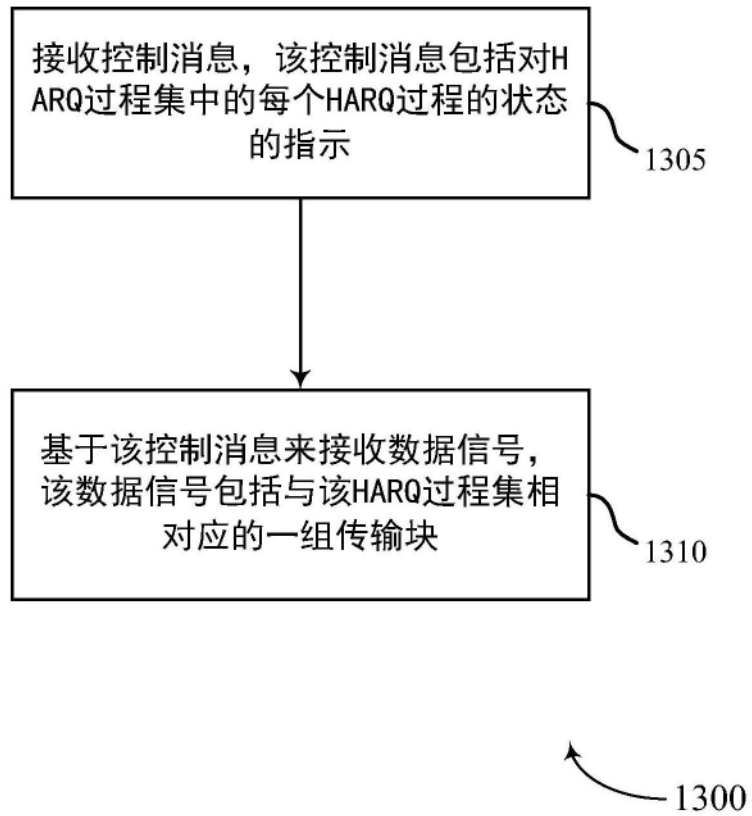 接收控制消息，该控制消息包括对H
ARQ过程集中的每个HARQ过程的状态
的指示
1305
基于该控制消息来接收数据信号，
该数据信号包括与该HARQ过程集相
对应的一组传输块
1310
1300